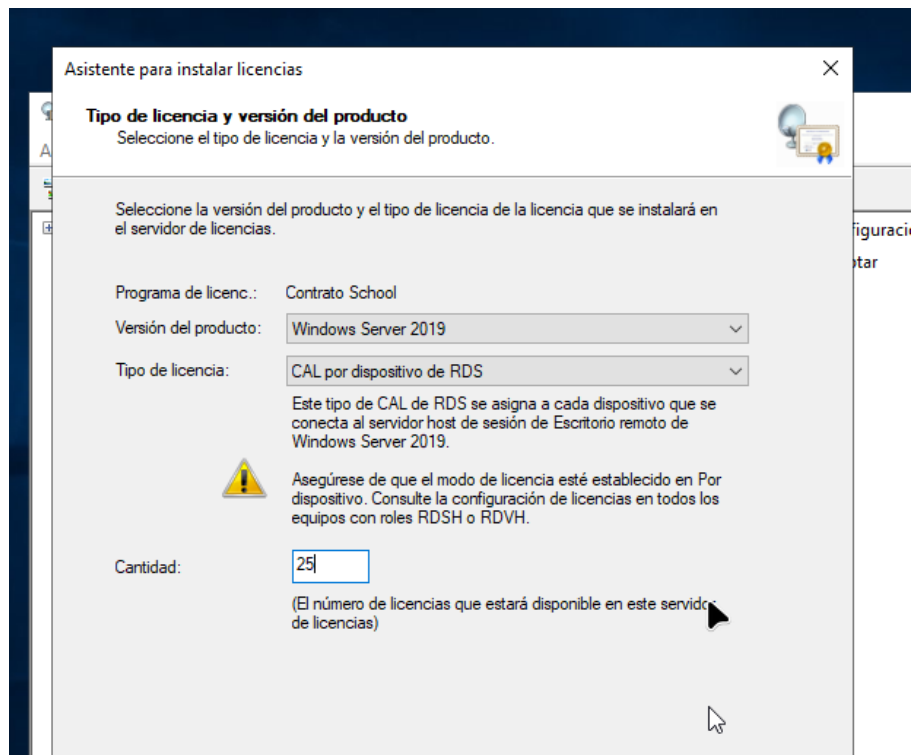 Asistente para instalar licencias
Tipo de licencia y versión del producto
Seleccione el tipo de licencia y la versión del producto.
A
Seleccione la versión del producto y el tipo de licencia de la licencia que se instalará en
el servidor de licencias.
figuraci
otar
Programa de licenc.: Contrato School
Versión del producto: Windows Server 2019
Tipo de licencia: CAL por dispositivo de RDS
Este tipo de CAL de RDS se asigna a cada dispositivo que se
conecta al servidor host de sesión de Escritorio remoto de
Windows Server 2019.
Asegúrese de que el modo de licencia esté establecido en Por
dispositivo. Consulte la configuración de licencias en todos los
equipos con roles RDSH o RDVH.
Cantidad: 25
(El número de licencias que estará disponible en este servidor
de licencias)